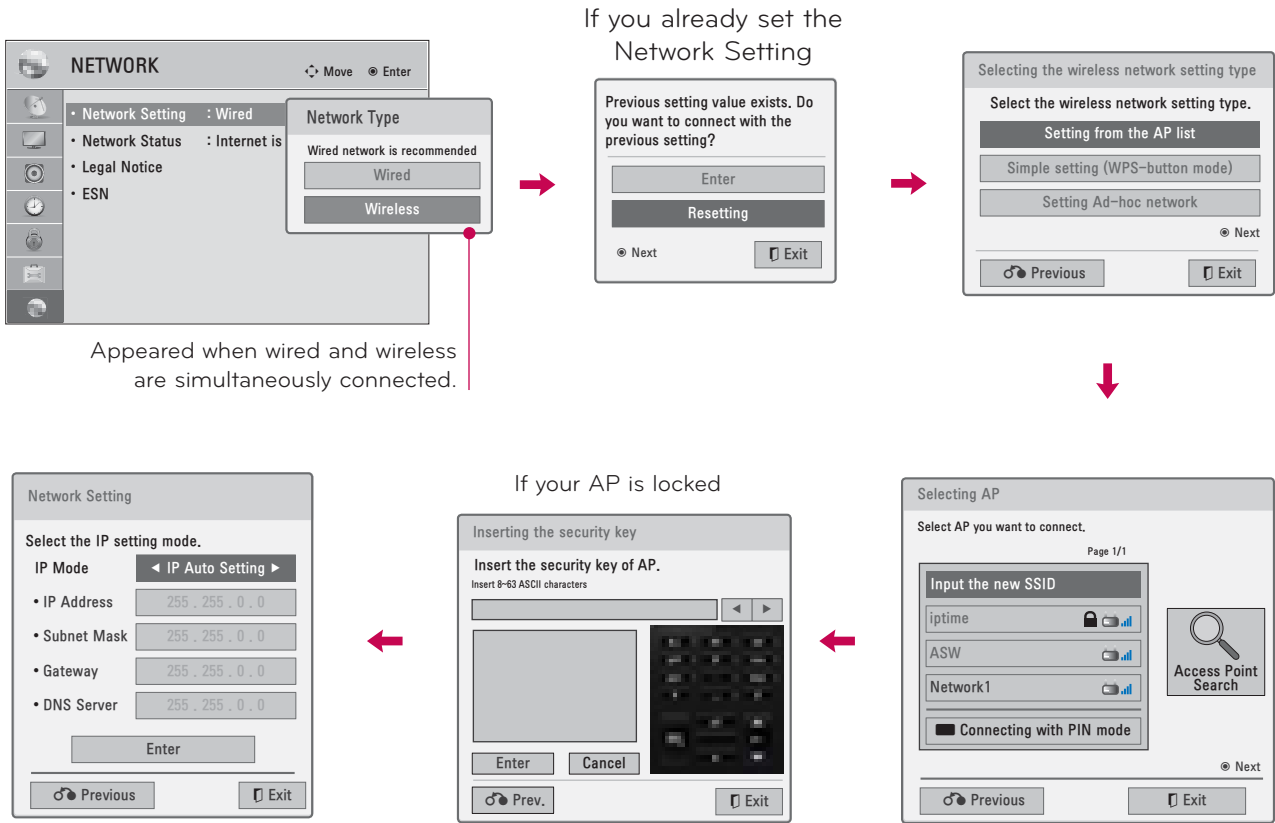 If you already set the
Network Setting
NETWORK
Move Enter
• Network Setting : Wired
• Network Status : Internet is
• Legal Notice
• ESN
Network Type
Wired network is recommended
Wired
Wireless
Appeared when wired and wireless
are simultaneously connected.
Previous setting value exists. Do
you want to connect with the
previous setting?
Enter
Resetting
Next Exit
Selecting the wireless network setting type
Select the wireless network setting type.
Setting from the AP list
Simple setting (WPS-button mode)
Setting Ad-hoc network
Next
Previous Exit
Selecting AP
Select AP you want to connect.
Page 1/1
Input the new SSID
iptime
ASW
Network1
Connecting with PIN mode
Access Point
Search
Next
Previous Exit
If your AP is locked
Inserting the security key
Insert the security key of AP.
Insert 8~63 ASCII characters
Enter Cancel
Prev. Exit
Network Setting
Select the IP setting mode.
IP Mode ◄ IP Auto Setting ►
• IP Address 255 . 255 . 0 . 0
• Subnet Mask 255 . 255 . 0 . 0
• Gateway 255 . 255 . 0 . 0
• DNS Server 255 . 255 . 0 . 0
Enter
Previous Exit